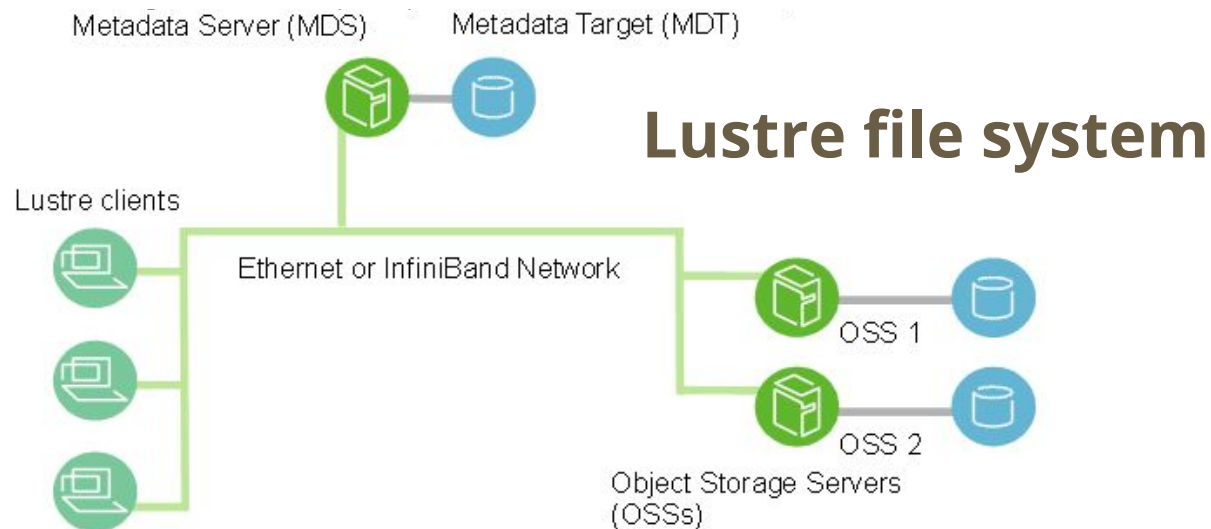 Metadata Server (MDS)
Metadata Target (MDT)
Lustre file system
Lustre clients
Ethernet or InfiniBand Network
OSS 1
OSS 2
Object Storage Servers
(OSSs)